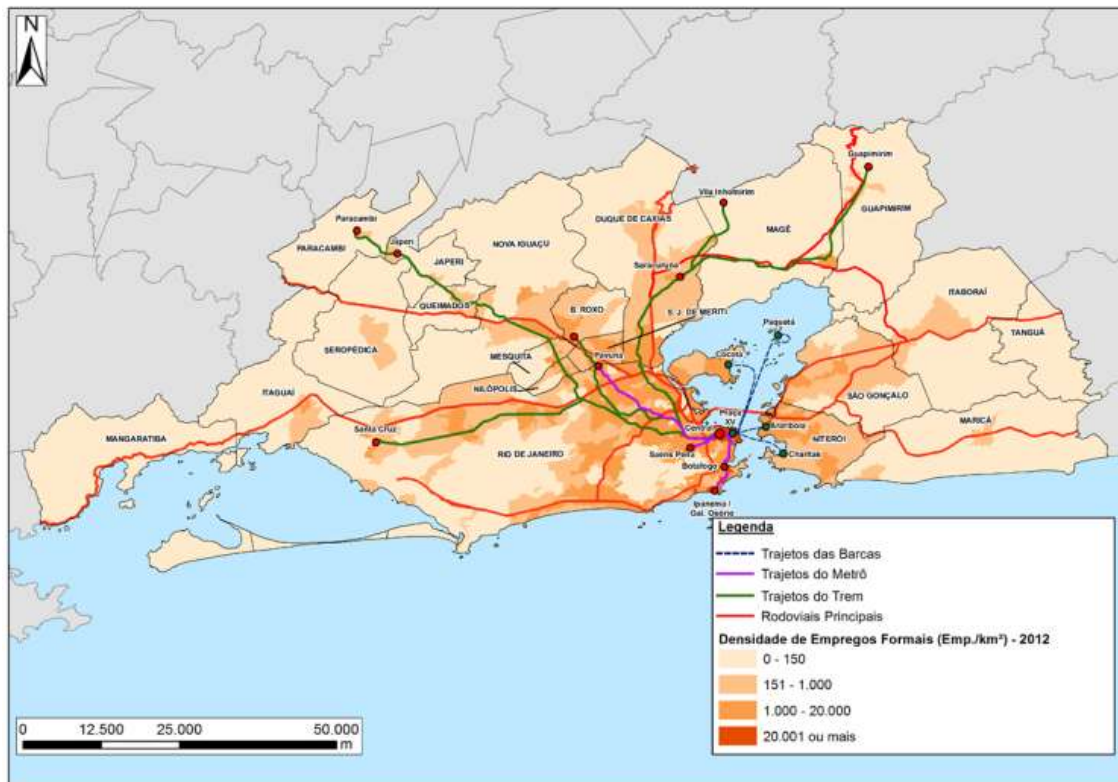 N
Guapimirim
Vila Inhomirim
GUAPIMIRIM
DUQUE DE CAXIAS
MAGÉ
Paracambi
NOVA IGUAÇU
PARACAMBI
Japeri
JAPERI
Saracuruna
ITABORAÍ
QUEIMADOS
B. ROXO
S. J. DE MERITI
Paquetá
TANGUÁ
SEROPÉDICA
MESQUITA
Pavuna
Cocotá
NILÓPOLIS
ITAGUAÍ
SÃO GONÇALO
MARICÁ
MANGARATIBA
Santa Cruz
Praça
XV
Central
Arariboia
NITERÓI
RIO DE JANEIRO
Saens Peña
Charitas
Botafogo
Ipanema /
Gal. Osório
Legenda
Trajetos das Barcas
Trajetos do Metrô
Trajetos do Trem
Rodoviais Principais
Densidade de Empregos Formais (Emp./km²) - 2012
0 - 150
151 - 1.000
1.000 - 20.000
20.001 ou mais
0 12.500 25.000 50.000
m